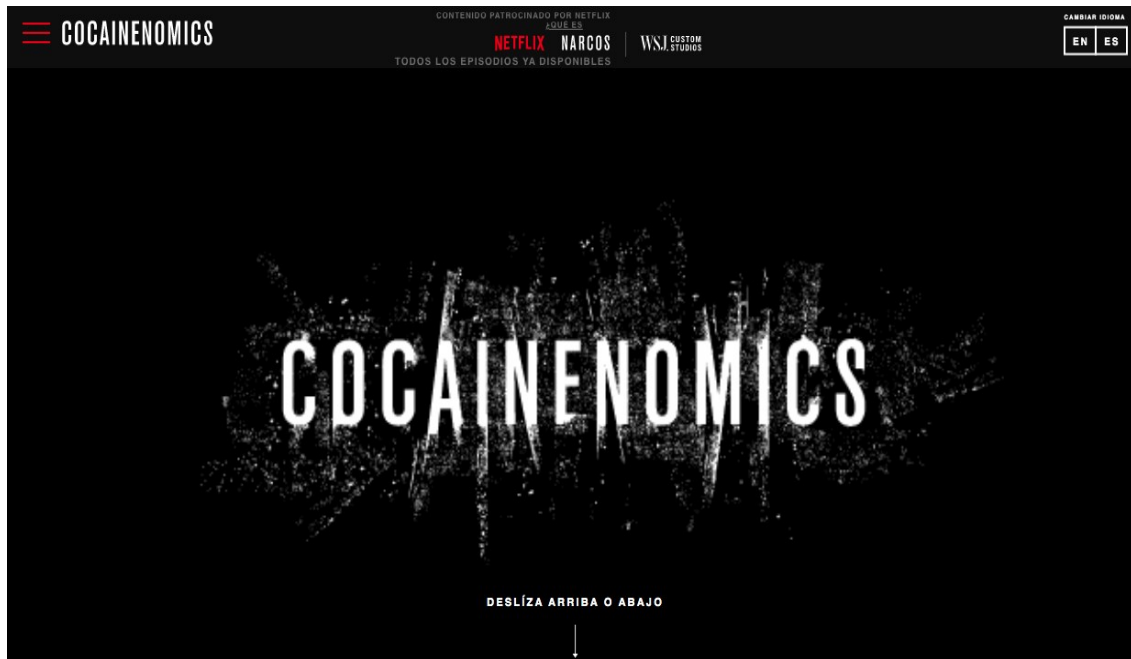 COCAINENOMICS
CONTENIDO PATROCINADO POR NETFLIX
¿QUÉ ES
NETFLIX NARCOS
WSJ. CUSTOM STUDIOS
TODOS LOS EPISODIOS YA DISPONIBLES
CAMBIAR IDIOMA
EN ES
COCAINENOMICS
DESLÍZA ARRIBA O ABAJO